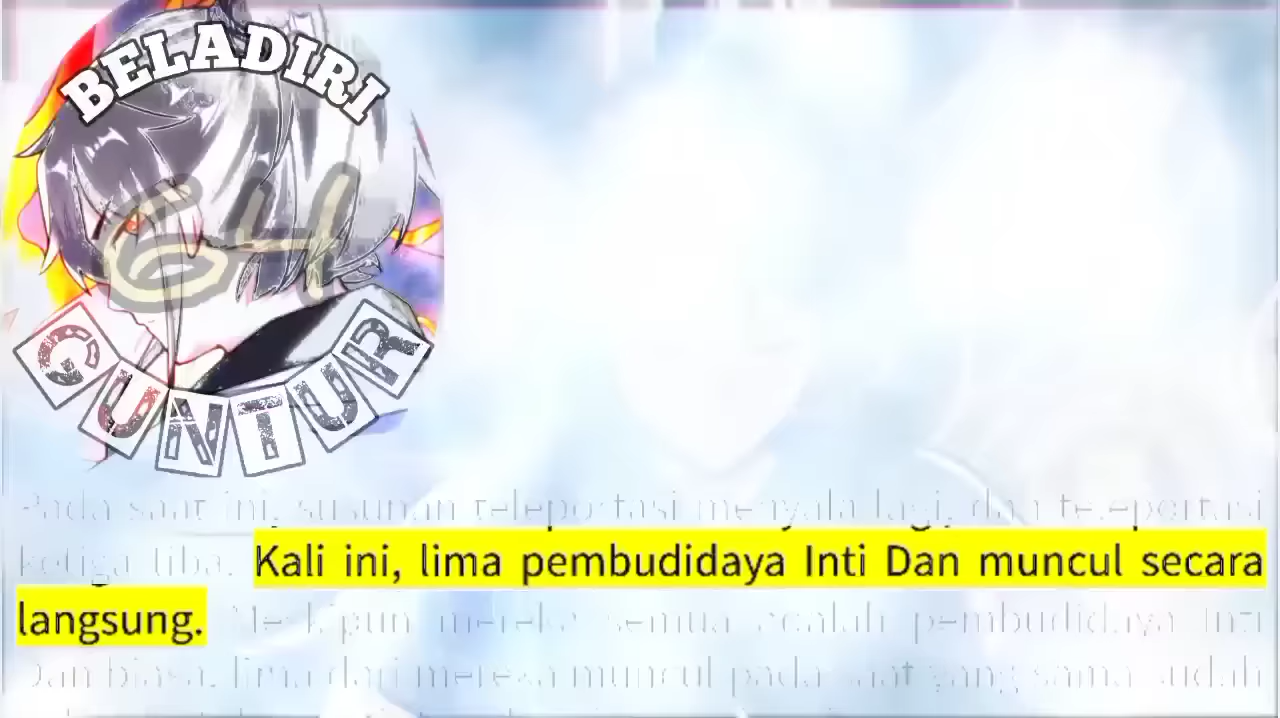 BELADIRI
GH
GUNTUR
Pada saat ini, susunan teleportasi menyala lagi, dan teleportasi
ketiga tiba. Kali ini, lima pembudidaya Inti Dan muncul secara
langsung. Meskipun mereka semua adalah pembudidaya Inti
Dan biasa, lima dari mereka muncul pada saat yang sama sudah